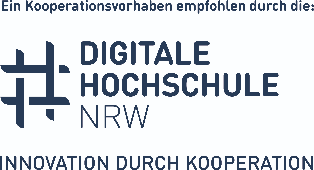 Ein Kooperationsvorhaben empfohlen durch die:
DIGITALE
HOCHSCHULE
NRW
INNOVATION DURCH KOOPERATION